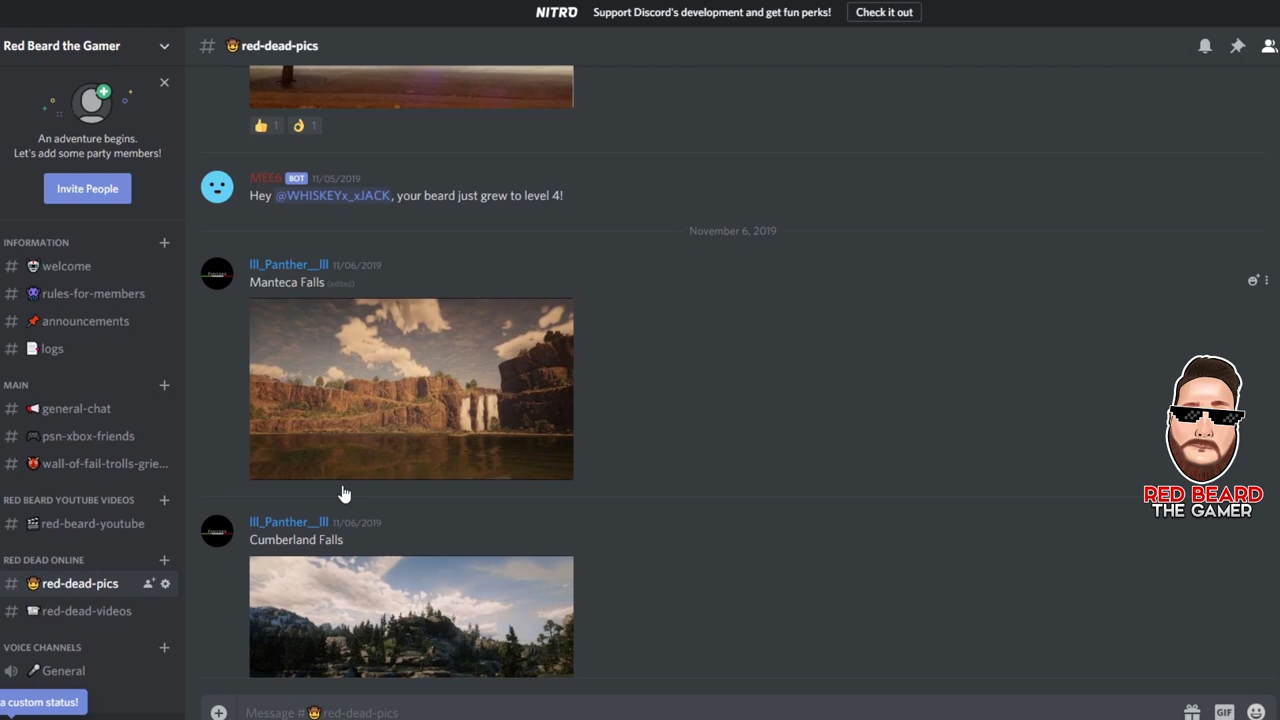 NITRO Support Discord's development and get fun perks! Check it out
Red Beard the Gamer
red-dead-pics
An adventure begins.
Let's add some party members!
Invite People
INFORMATION
welcome
rules-for-members
announcements
logs
MAIN
general-chat
psn-xbox-friends
wall-of-fail-trolls-grie...
RED BEARD YOUTUBE VIDEOS
red-beard-youtube
RED DEAD ONLINE
red-dead-pics
red-dead-videos
VOICE CHANNELS
General
a custom status!
👍 1 👌 1
MEE6 BOT 11/05/2019
Hey @WHISKEYx_xJACK, your beard just grew to level 4!
November 6, 2019
lll_Panther__lll 11/06/2019
Manteca Falls (edited)
lll_Panther__lll 11/06/2019
Cumberland Falls
Message #🤠red-dead-pics
GIF
RED BEARD
THE GAMER